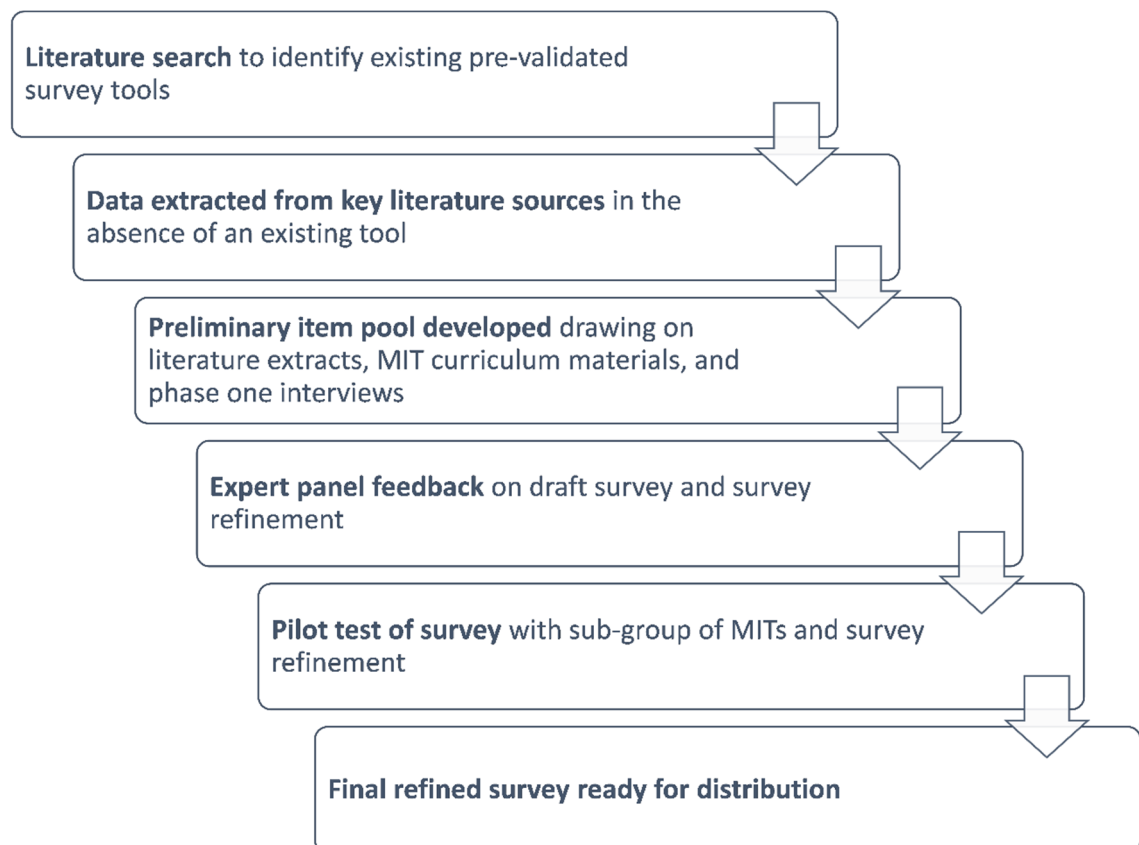 Literature search to identify existing pre-validated
survey tools
Data extracted from key literature sources in the
absence of an existing tool
Preliminary item pool developed drawing on
literature extracts, MIT curriculum materials, and
phase one interviews
Expert panel feedback on draft survey and survey
refinement
Pilot test of survey with sub-group of MITs and survey
refinement
Final refined survey ready for distribution